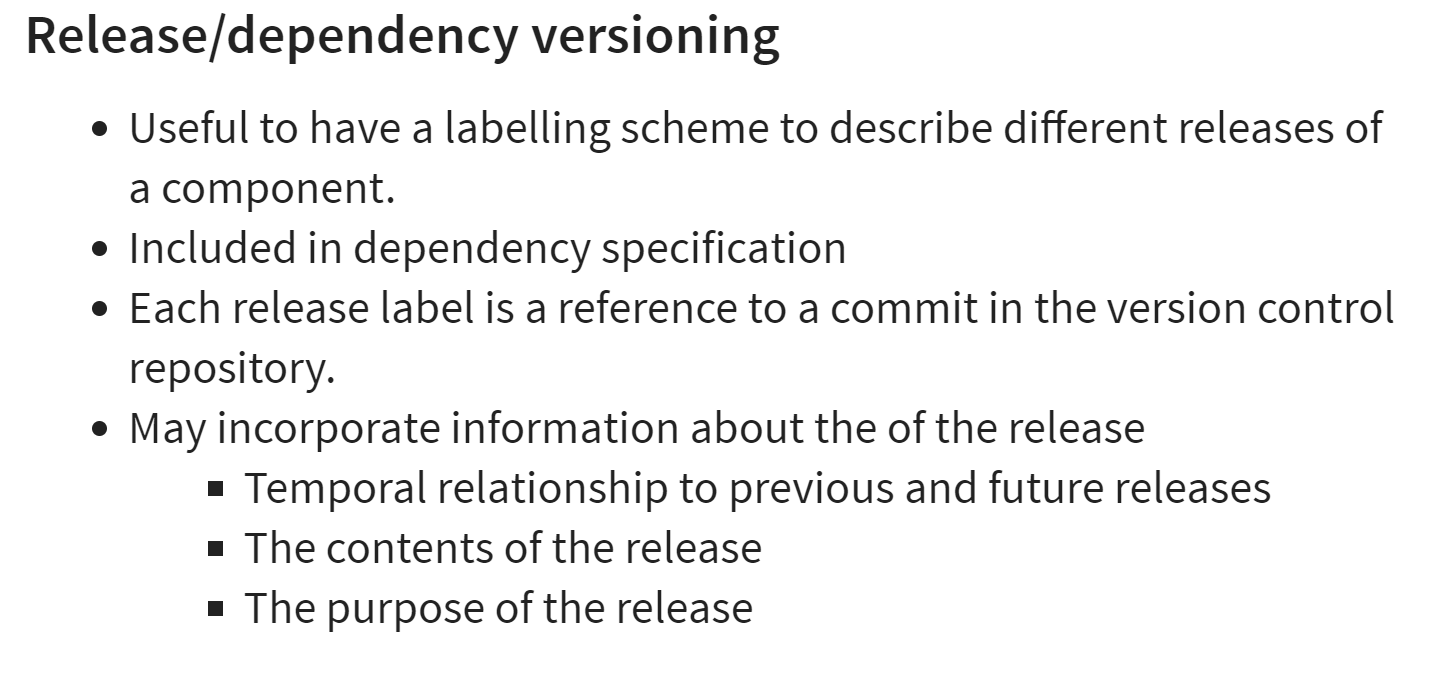 Release/dependency versioning
• Useful to have a labelling scheme to describe different releases of
a component.
• Included in dependency specification
• Each release label is a reference to a commit in the version control
repository.
• May incorporate information about the of the release
▪ Temporal relationship to previous and future releases
▪ The contents of the release
▪ The purpose of the release